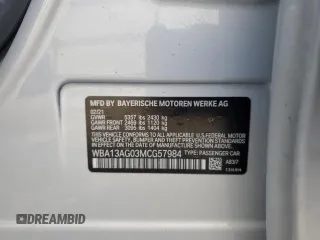 MFD BY BAYERISCHE MOTOREN WERKE AG
02/21
GVWR 5357 lbs 2430 kg
GAWR FRONT 2469 lbs 1120 kg
GAWR REAR 3095 lbs 1404 kg
THIS VEHICLE CONFORMS TO ALL APPLICABLE
FEDERAL MOTOR VEHICLE SAFETY, BUMPER, AND
THEFT PREVENTION STANDARDS IN EFFECT ON THE
DATE OF MANUFACTURE SHOWN ABOVE.
WBA13AG03MCG57984 TYPE: PASSENGER CAR
AutoBidMaster